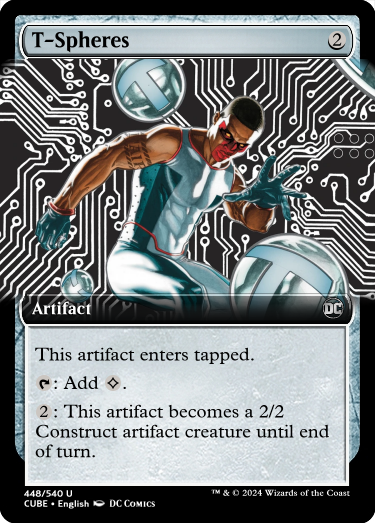 T-Spheres 2
T
T
T
DC
Artifact
This artifact enters tapped.
: Add .
2 : This artifact becomes a 2/2
Construct artifact creature until end
of turn.
448/540 U
CUBE • English DC COMICS
™ & © 2024 Wizards of the Coast